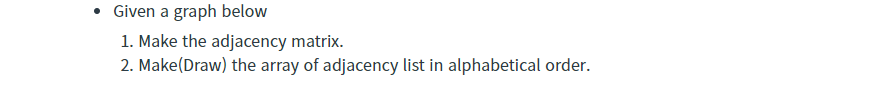 • Given a graph below
1. Make the adjacency matrix.
2. Make(Draw) the array of adjacency list in alphabetical order.